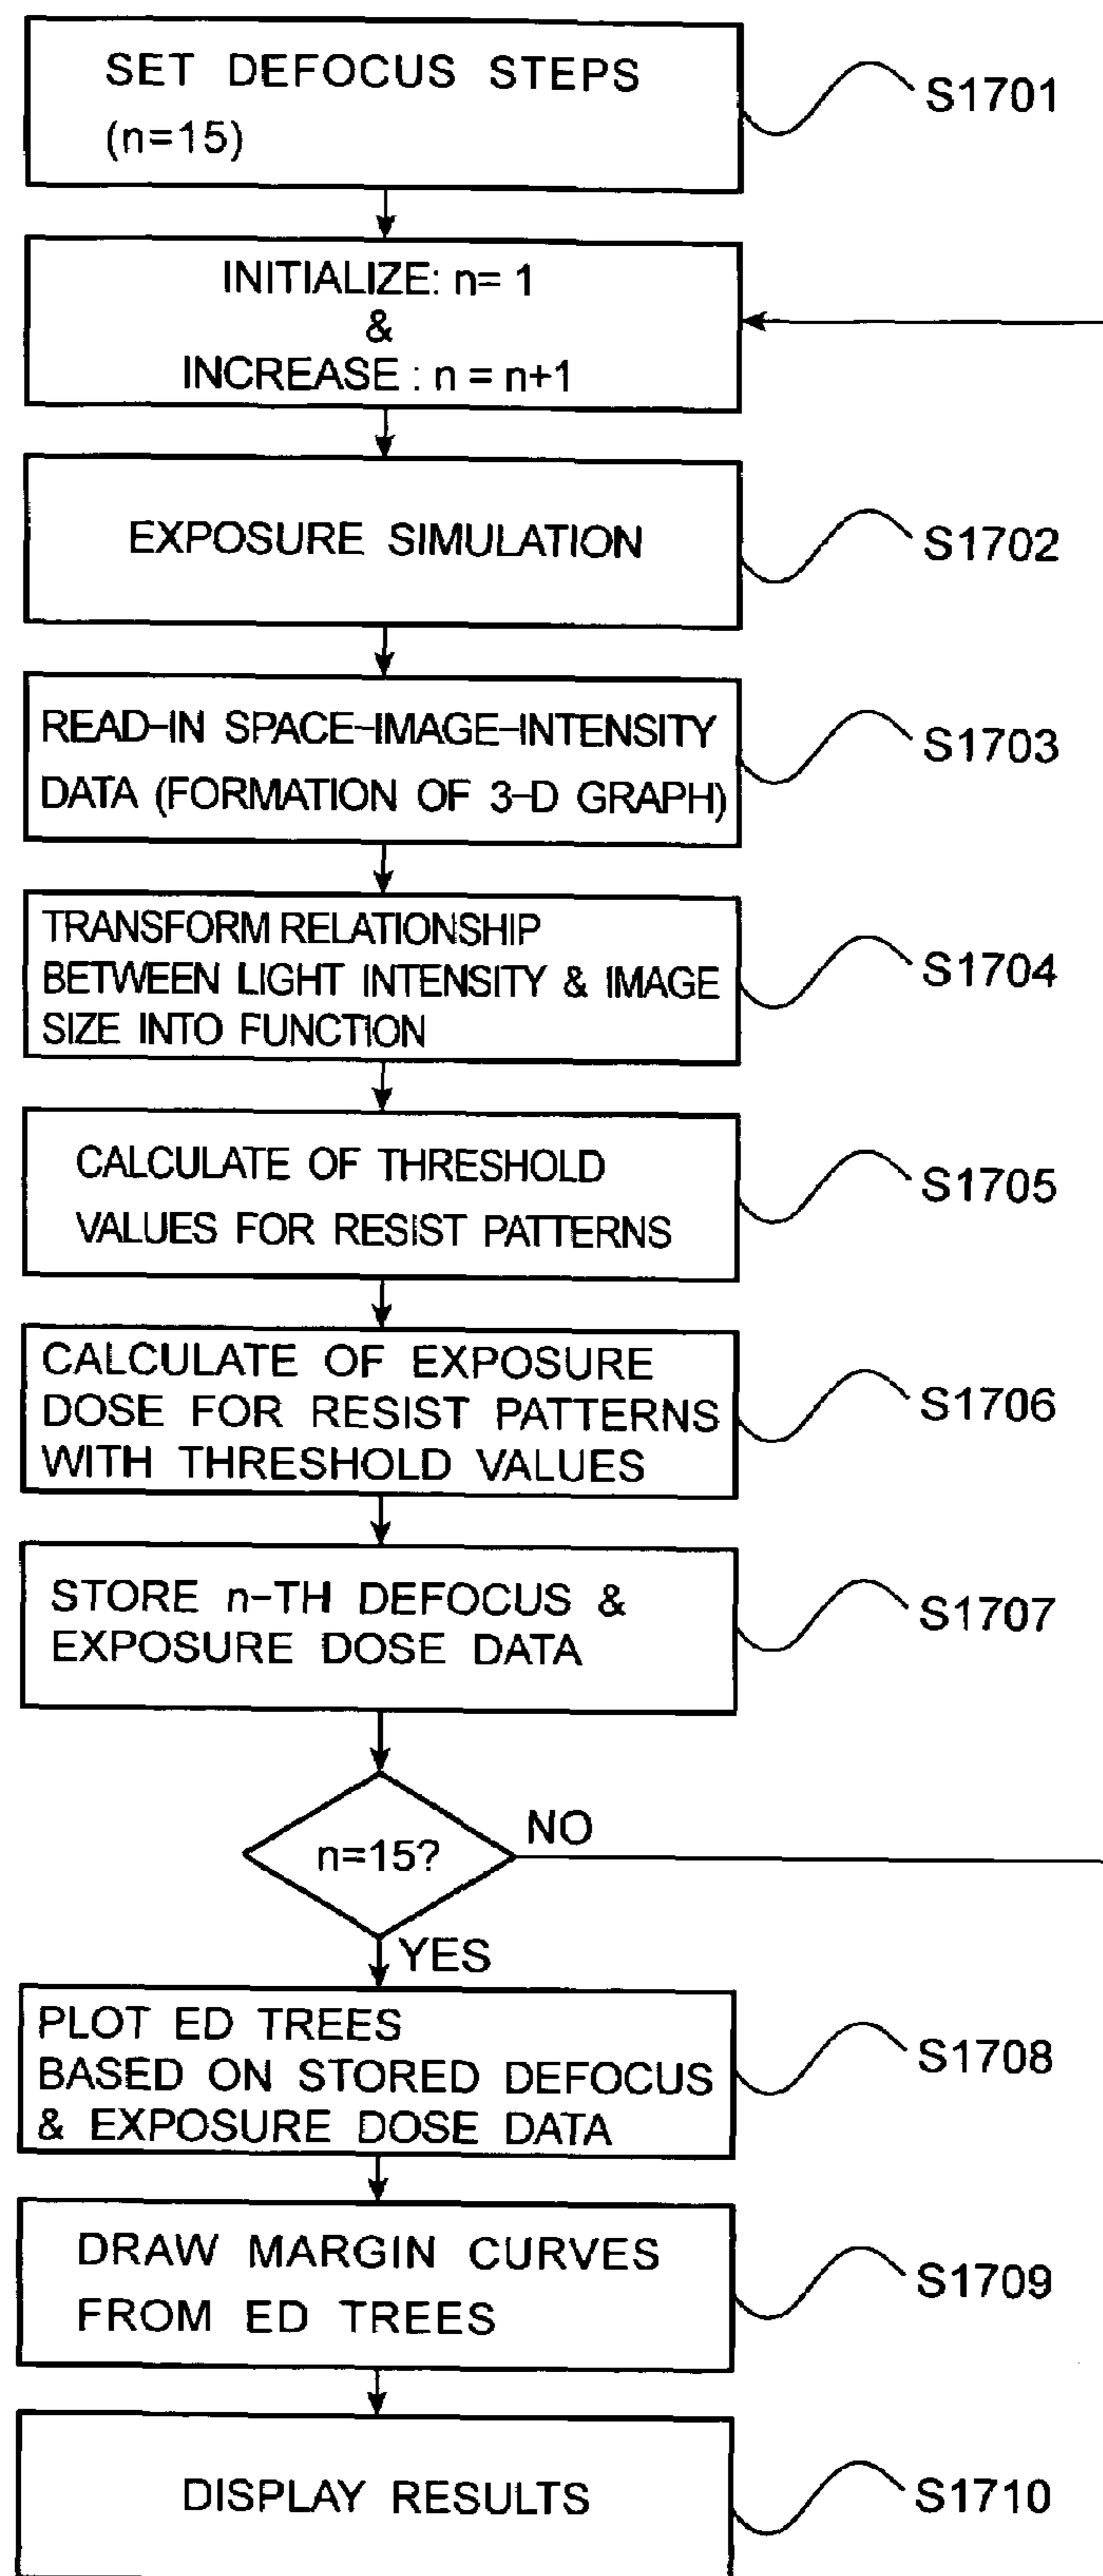 SET DEFOCUS STEPS
(n=15)
S1701
INITIALIZE: n= 1
&
INCREASE : n = n+1
EXPOSURE SIMULATION
S1702
READ-IN SPACE-IMAGE-INTENSITY
DATA (FORMATION OF 3-D GRAPH)
S1703
TRANSFORM RELATIONSHIP
BETWEEN LIGHT INTENSITY & IMAGE
SIZE INTO FUNCTION
S1704
CALCULATE OF THRESHOLD
VALUES FOR RESIST PATTERNS
S1705
CALCULATE OF EXPOSURE
DOSE FOR RESIST PATTERNS
WITH THRESHOLD VALUES
S1706
STORE n-TH DEFOCUS &
EXPOSURE DOSE DATA
S1707
n=15?
NO
YES
PLOT ED TREES
BASED ON STORED DEFOCUS
& EXPOSURE DOSE DATA
S1708
DRAW MARGIN CURVES
FROM ED TREES
S1709
DISPLAY RESULTS
S1710